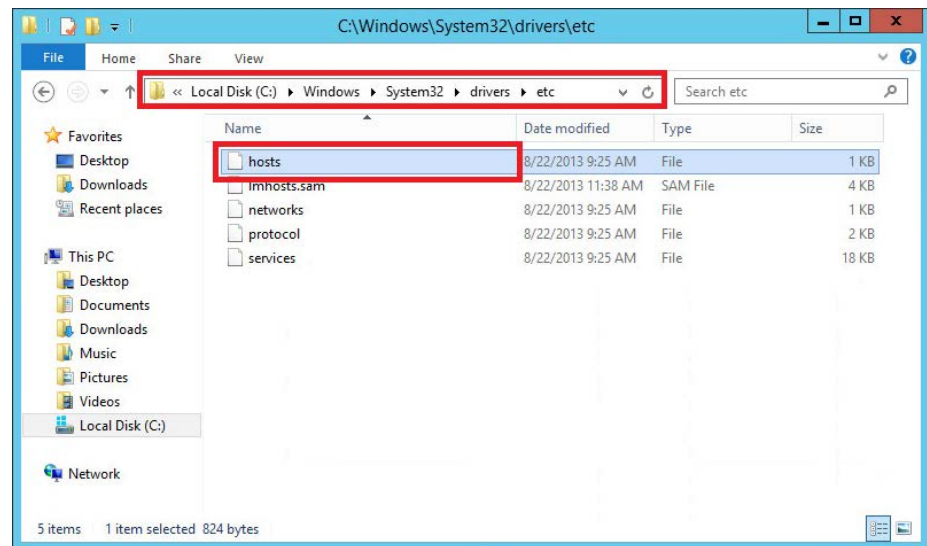 C:\Windows\System32\drivers\etc
File Home Share View
« Local Disk (C:) Windows System32 drivers etc Search etc
Name Date modified Type Size
Favorites
Desktop
Downloads
Recent places
This PC
Desktop
Documents
Downloads
Music
Pictures
Videos
Local Disk (C:)
Network
hosts 8/22/2013 9:25 AM File 1 KB
lmhosts.sam 8/22/2013 11:38 AM SAM File 4 KB
networks 8/22/2013 9:25 AM File 1 KB
protocol 8/22/2013 9:25 AM File 2 KB
services 8/22/2013 9:25 AM File 18 KB
5 items 1 item selected 824 bytes